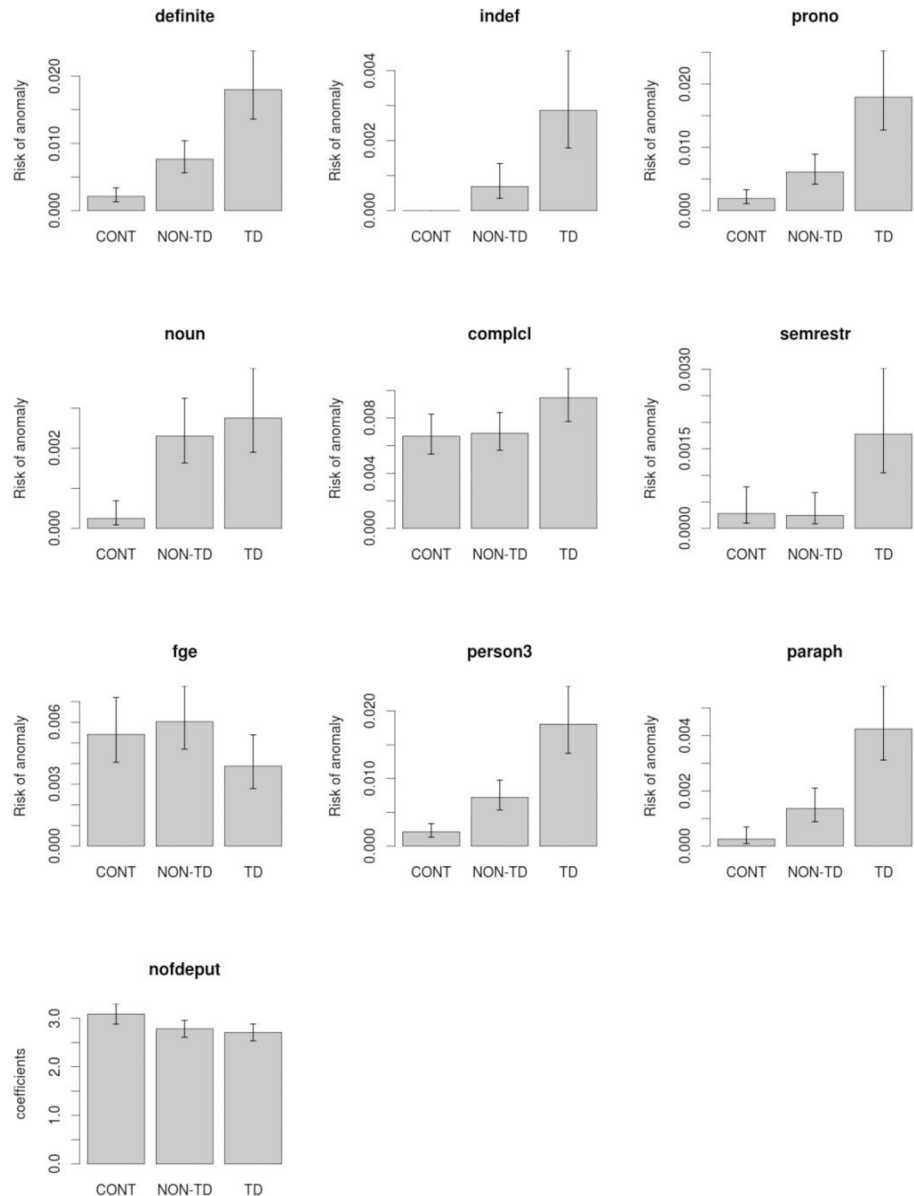 definite
Risk of anomaly
0.000 0.010 0.020
CONT NON-TD TD
indef
Risk of anomaly
0.000 0.002 0.004
CONT NON-TD TD
prono
Risk of anomaly
0.000 0.010 0.020
CONT NON-TD TD
noun
Risk of anomaly
0.000 0.002
CONT NON-TD TD
complcl
Risk of anomaly
0.000 0.004 0.008
CONT NON-TD TD
semrestr
Risk of anomaly
0.0000 0.0015 0.0030
CONT NON-TD TD
fge
Risk of anomaly
0.000 0.003 0.006
CONT NON-TD TD
person3
Risk of anomaly
0.000 0.010 0.020
CONT NON-TD TD
paraph
Risk of anomaly
0.000 0.002 0.004
CONT NON-TD TD
nofdeput
coefficients
0.0 1.0 2.0 3.0
CONT NON-TD TD